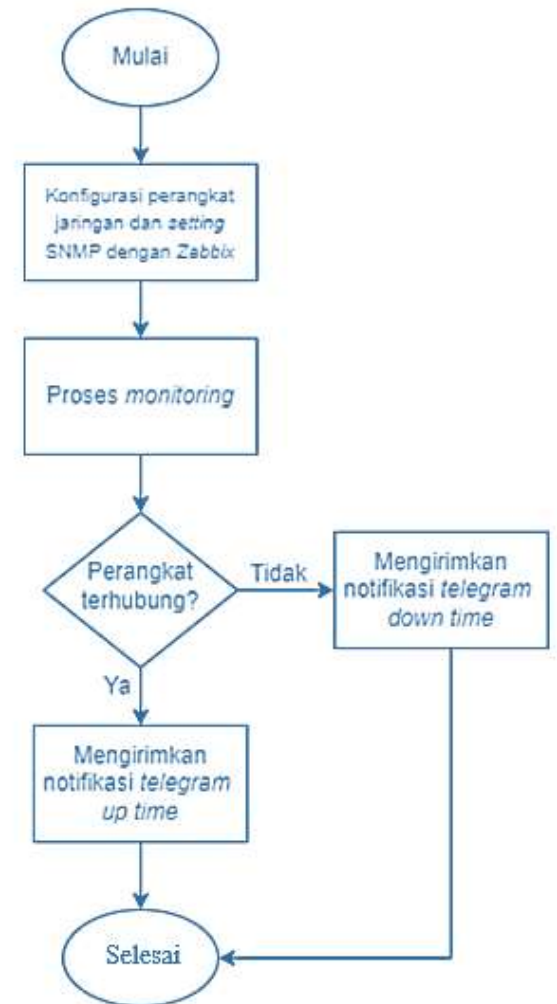 Mulai
Konfigurasi perangkat
jaringan dan setting
SNMP dengan Zabbix
Proses monitoring
Perangkat
terhubung?
Tidak
Mengirimkan
notifikasi telegram
down time
Ya
Mengirimkan
notifikasi telegram
up time
Selesai